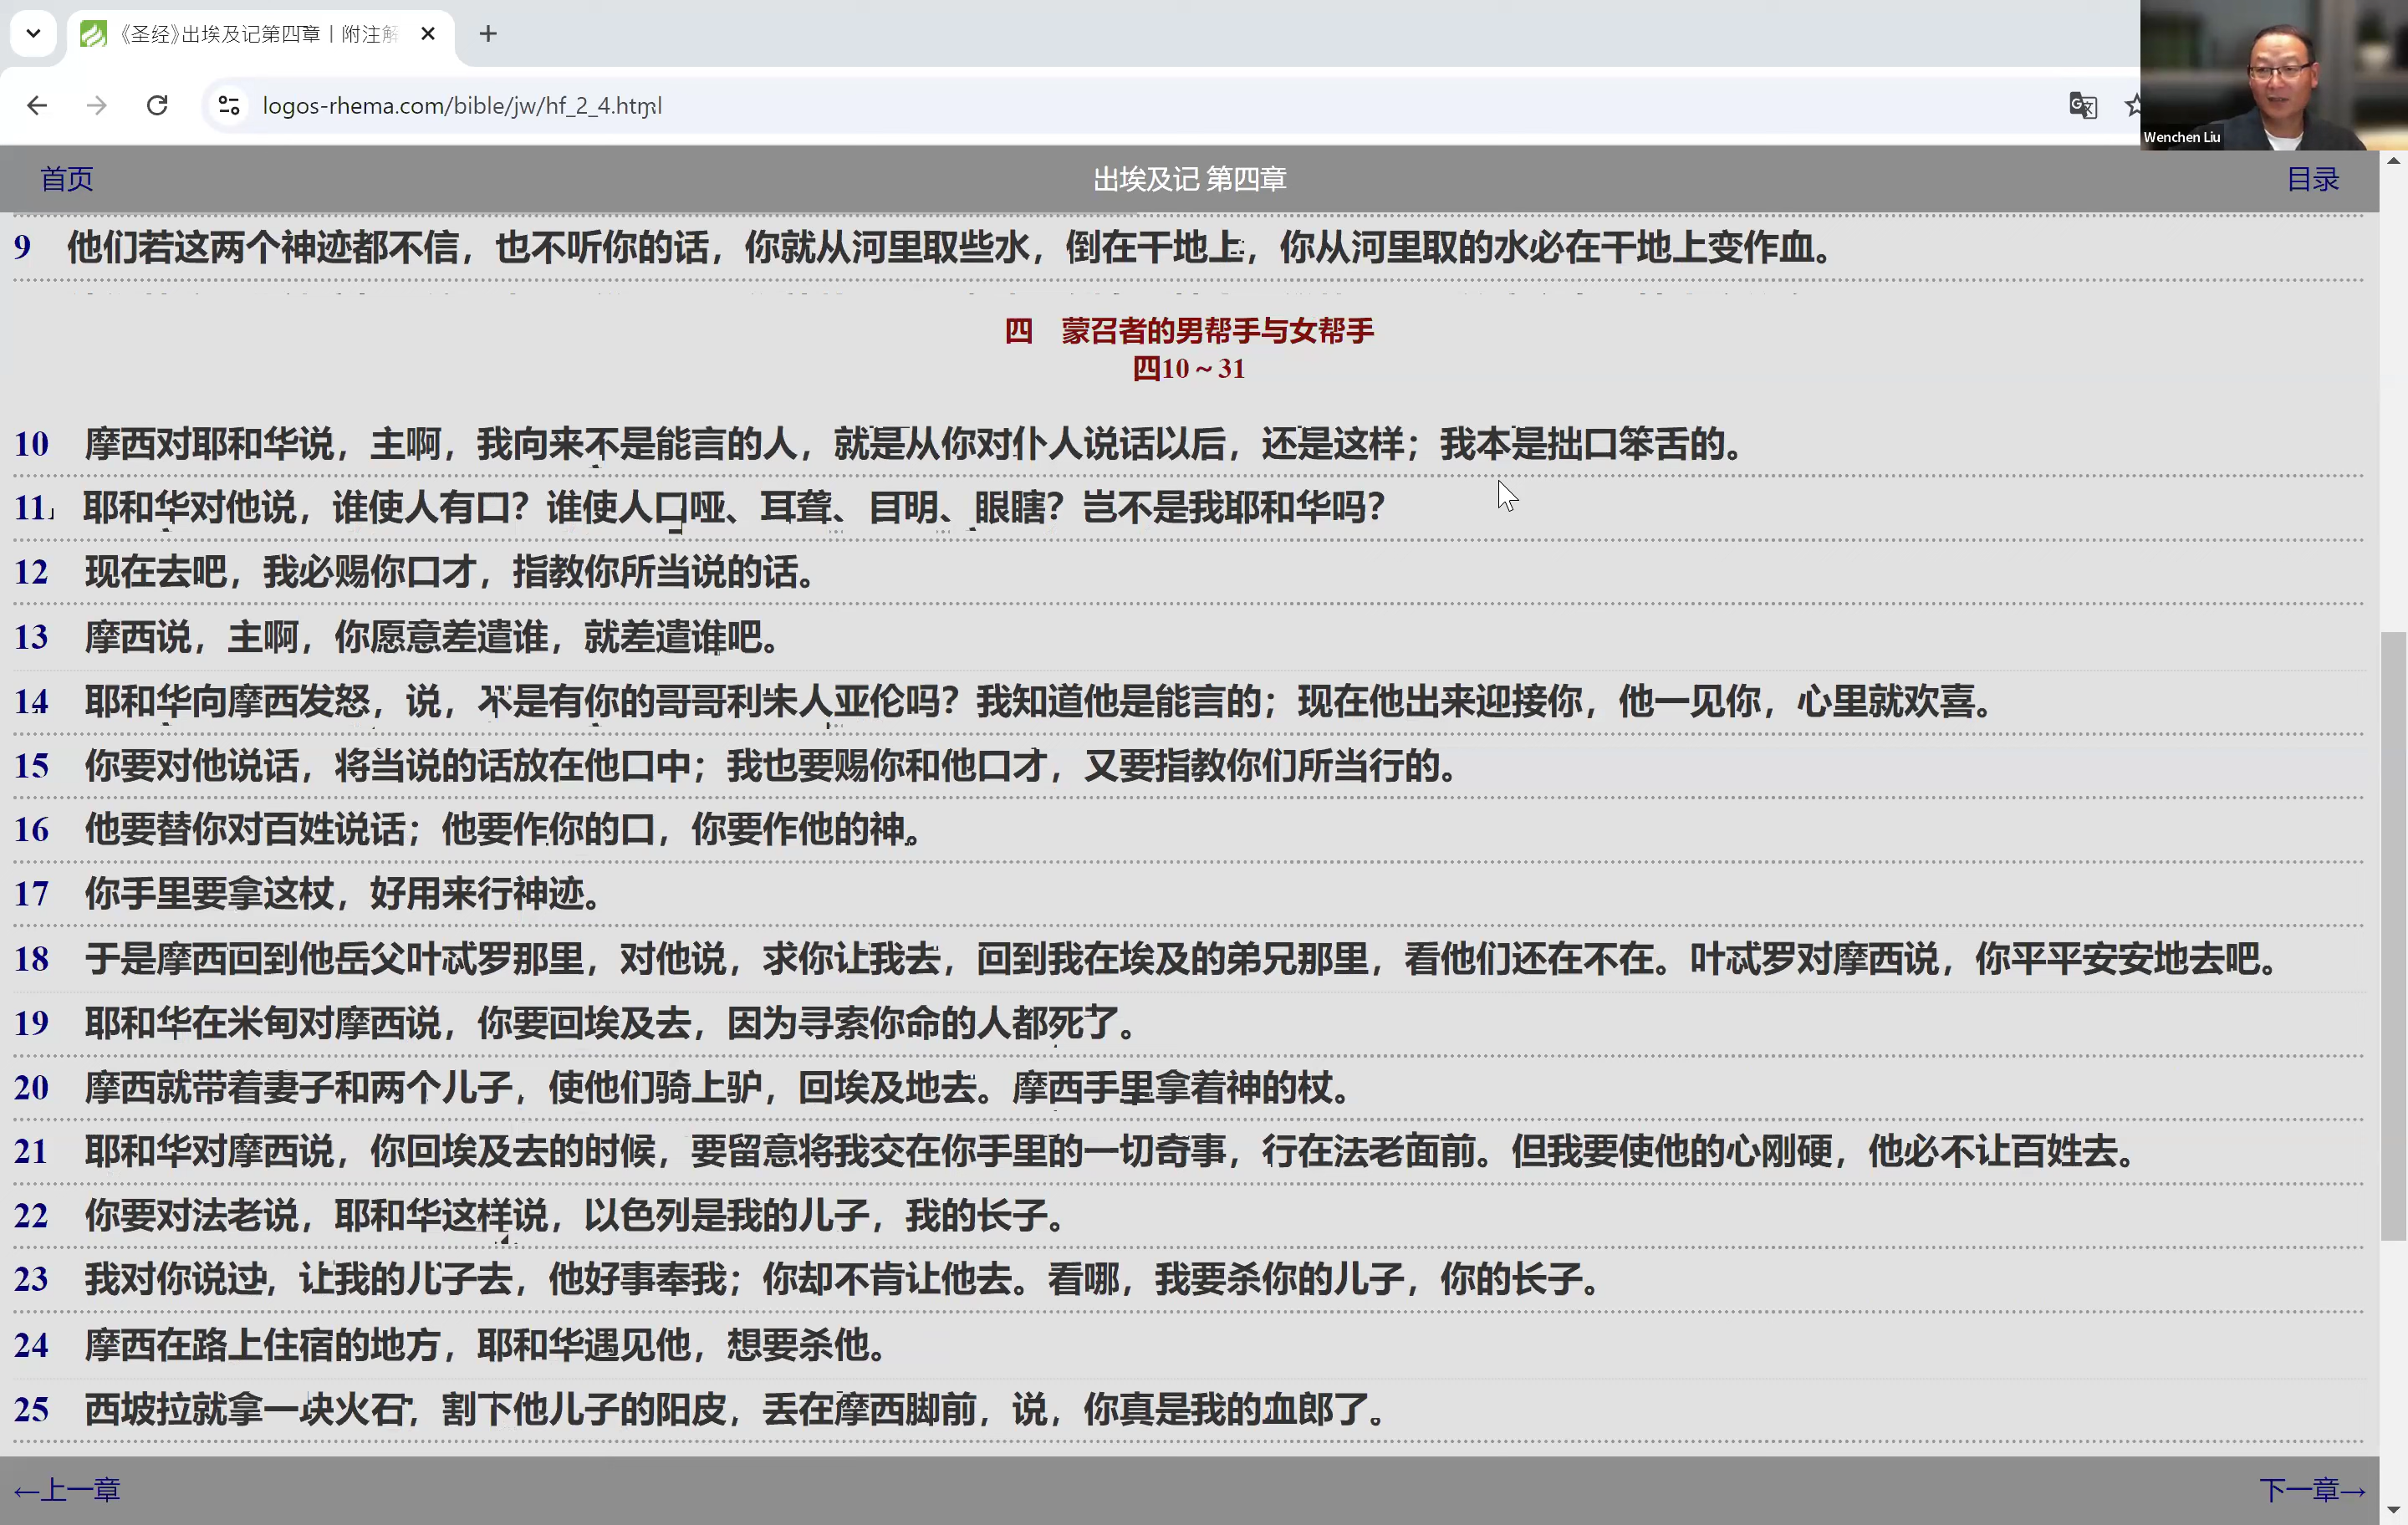 《圣经》出埃及记第四章 | 附注解
logos-rhema.com/bible/jw/hf_2_4.html
Wenchen Liu
首页
出埃及记 第四章
目录
9 他们若这两个神迹都不信，也不听你的话，你就从河里取些水，倒在干地上，你从河里取的水必在干地上变作血。
四 蒙召者的男帮手与女帮手
四10～31
10 摩西对耶和华说，主啊，我向来不是能言的人，就是从你对仆人说话以后，还是这样；我本是拙口笨舌的。
11 耶和华对他说，谁使人有口？谁使人口哑、耳聋、目明、眼瞎？岂不是我耶和华吗？
12 现在去吧，我必赐你口才，指教你所当说的话。
13 摩西说，主啊，你愿意差遣谁，就差遣谁吧。
14 耶和华向摩西发怒，说，不是有你的哥哥利未人亚伦吗？我知道他是能言的；现在他出来迎接你，他一见你，心里就欢喜。
15 你要对他说话，将当说的话放在他口中；我也要赐你和他口才，又要指教你们所当行的。
16 他要替你对百姓说话；他要作你的口，你要作他的神。
17 你手里要拿这杖，好用来行神迹。
18 于是摩西回到他岳父叶忒罗那里，对他说，求你让我去，回到我在埃及的弟兄那里，看他们还在不在。叶忒罗对摩西说，你平平安安地去吧。
19 耶和华在米甸对摩西说，你要回埃及去，因为寻索你命的人都死了。
20 摩西就带着妻子和两个儿子，使他们骑上驴，回埃及地去。摩西手里拿着神的杖。
21 耶和华对摩西说，你回埃及去的时候，要留意将我交在你手里的一切奇事，行在法老面前。但我要使他的心刚硬，他必不让百姓去。
22 你要对法老说，耶和华这样说，以色列是我的儿子，我的长子。
23 我对你说过，让我的儿子去，他好事奉我；你却不肯让他去。看哪，我要杀你的儿子，你的长子。
24 摩西在路上住宿的地方，耶和华遇见他，想要杀他。
25 西坡拉就拿一块火石，割下他儿子的阳皮，丢在摩西脚前，说，你真是我的血郎了。
←上一章
下一章→